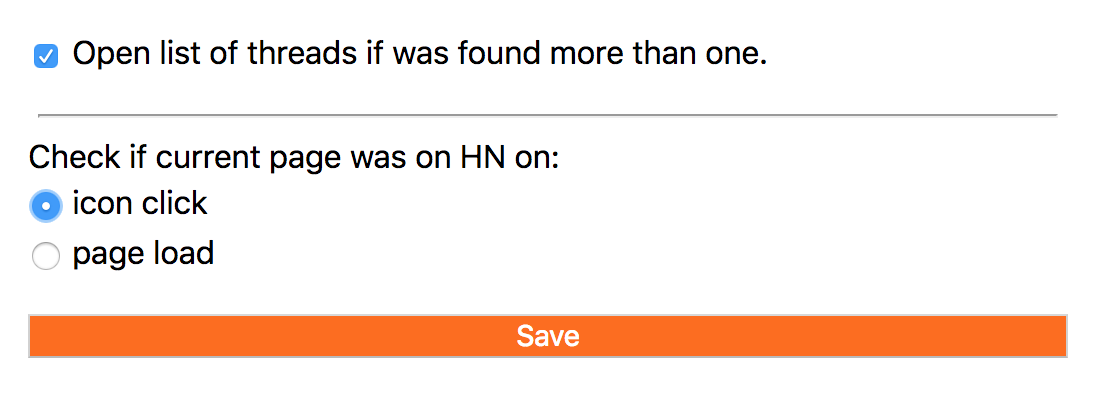 Open list of threads if was found more than one.
Check if current page was on HN on:
icon click
page load
Save